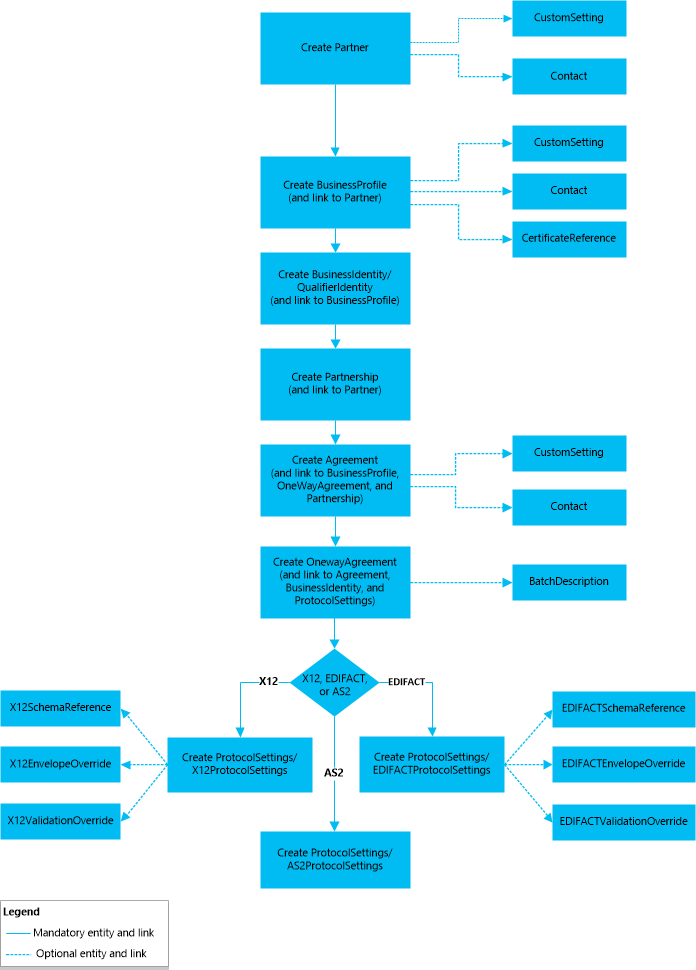 Create Partner
CustomSetting
Contact
Create BusinessProfile
(and link to Partner)
CustomSetting
Contact
CertificateReference
Create BusinessIdentity/
QualifierIdentity
(and link to BusinessProfile)
Create Partnership
(and link to Partner)
Create Agreement
(and link to BusinessProfile,
OneWayAgreement, and
Partnership)
CustomSetting
Contact
Create OnewayAgreement
(and link to Agreement,
BusinessIdentity, and
ProtocolSettings)
BatchDescription
X12
X12, EDIFACT,
or AS2
EDIFACT
X12SchemaReference
X12EnvelopeOverride
X12ValidationOverride
Create ProtocolSettings/
X12ProtocolSettings
AS2
Create ProtocolSettings/
EDIFACTProtocolSettings
EDIFACTSchemaReference
EDIFACTEnvelopeOverride
EDIFACTValidationOverride
Create ProtocolSettings/
AS2ProtocolSettings
Legend
Mandatory entity and link
Optional entity and link